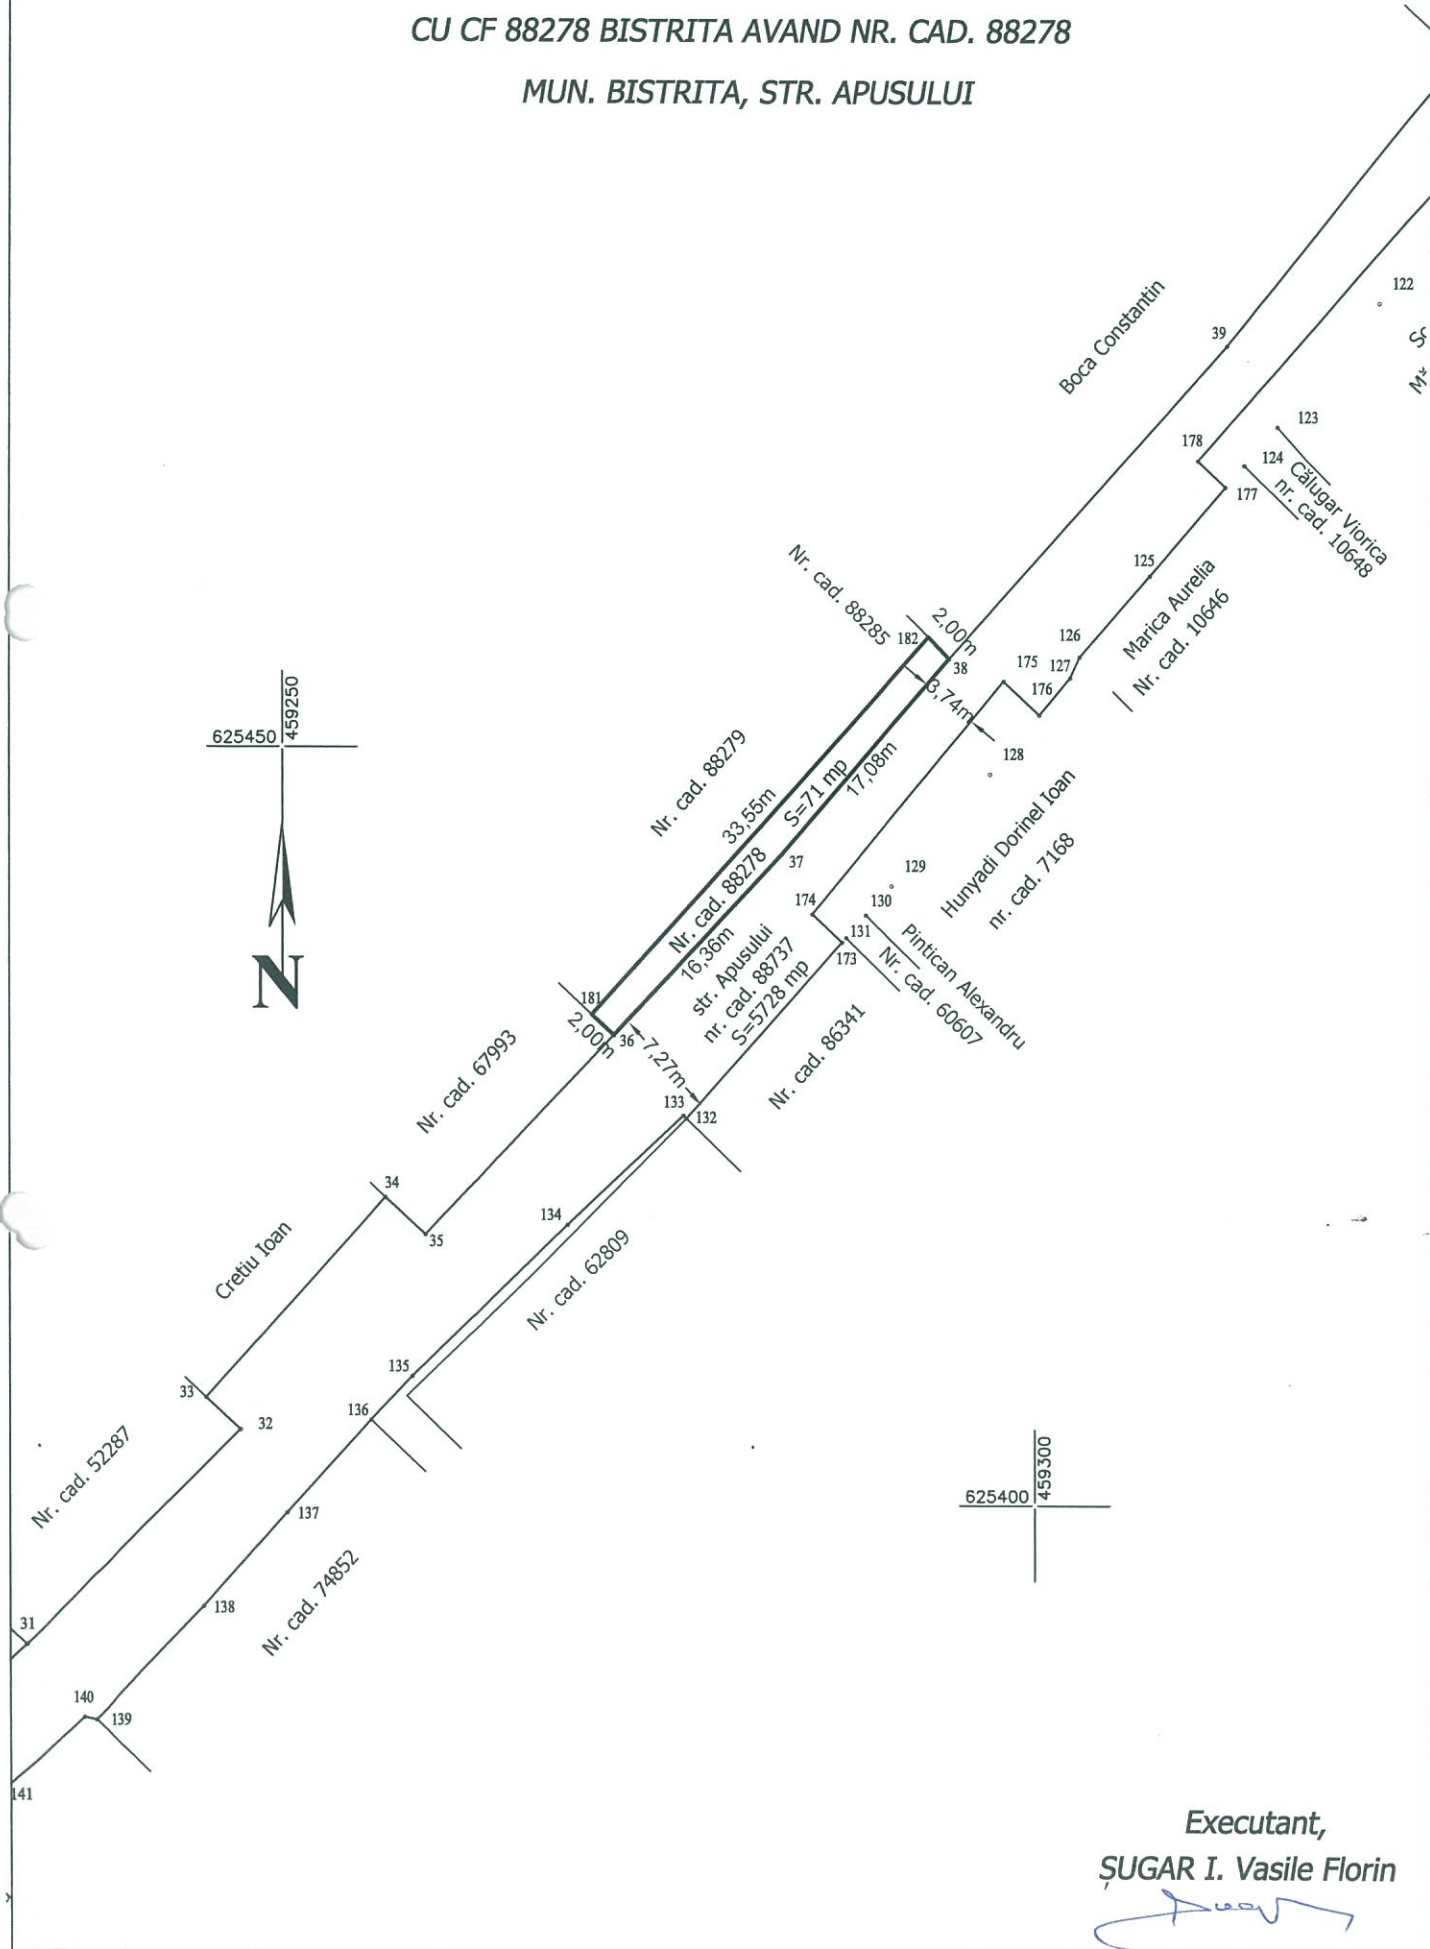 CU CF 88278 BISTRITA AVAND NR. CAD. 88278
MUN. BISTRITA, STR. APUSULUI
122
39
Boca Constantin
123
178
124
Călugar Viorica
nr. cad. 10648
177
125
Marica Aurelia
Nr. cad. 10646
126
127
175
176
Nr. cad. 88285
182
2,00m
38
3,74m
128
625450
459250
N
Nr. cad. 88279
33,55m
S=71 mp
17,08m
Nr. cad. 88278
16,36m
37
174
129
130
131
173
Hunyadi Dorinel Ioan
nr. cad. 7168
Pintican Alexandru
Nr. cad. 60607
str. Apusului
nr. cad. 88737
S=5728 mp
Nr. cad. 86341
181
2,00m
36
7,27m
Nr. cad. 67993
133
132
34
35
134
Nr. cad. 62809
Cretiu Ioan
135
136
33
32
Nr. cad. 52287
137
625400
459300
138
Nr. cad. 74852
31
140
139
141
Executant,
ȘUGAR I. Vasile Florin